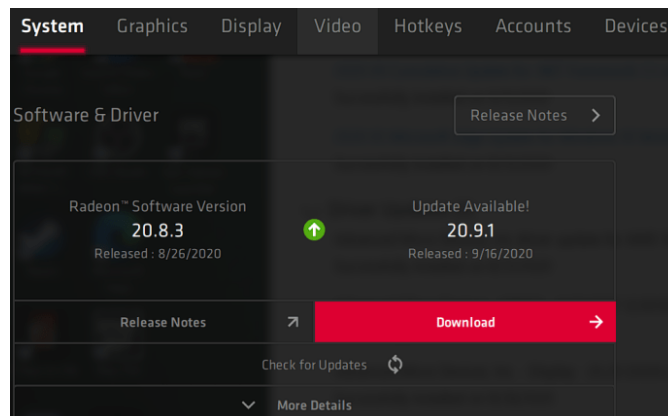 System Graphics Display Video Hotkeys Accounts Devices
Software & Driver
Release Notes
Radeon™ Software Version
20.8.3
Released : 8/26/2020
Update Available!
20.9.1
Released : 9/16/2020
Release Notes
Download
Check for Updates
More Details